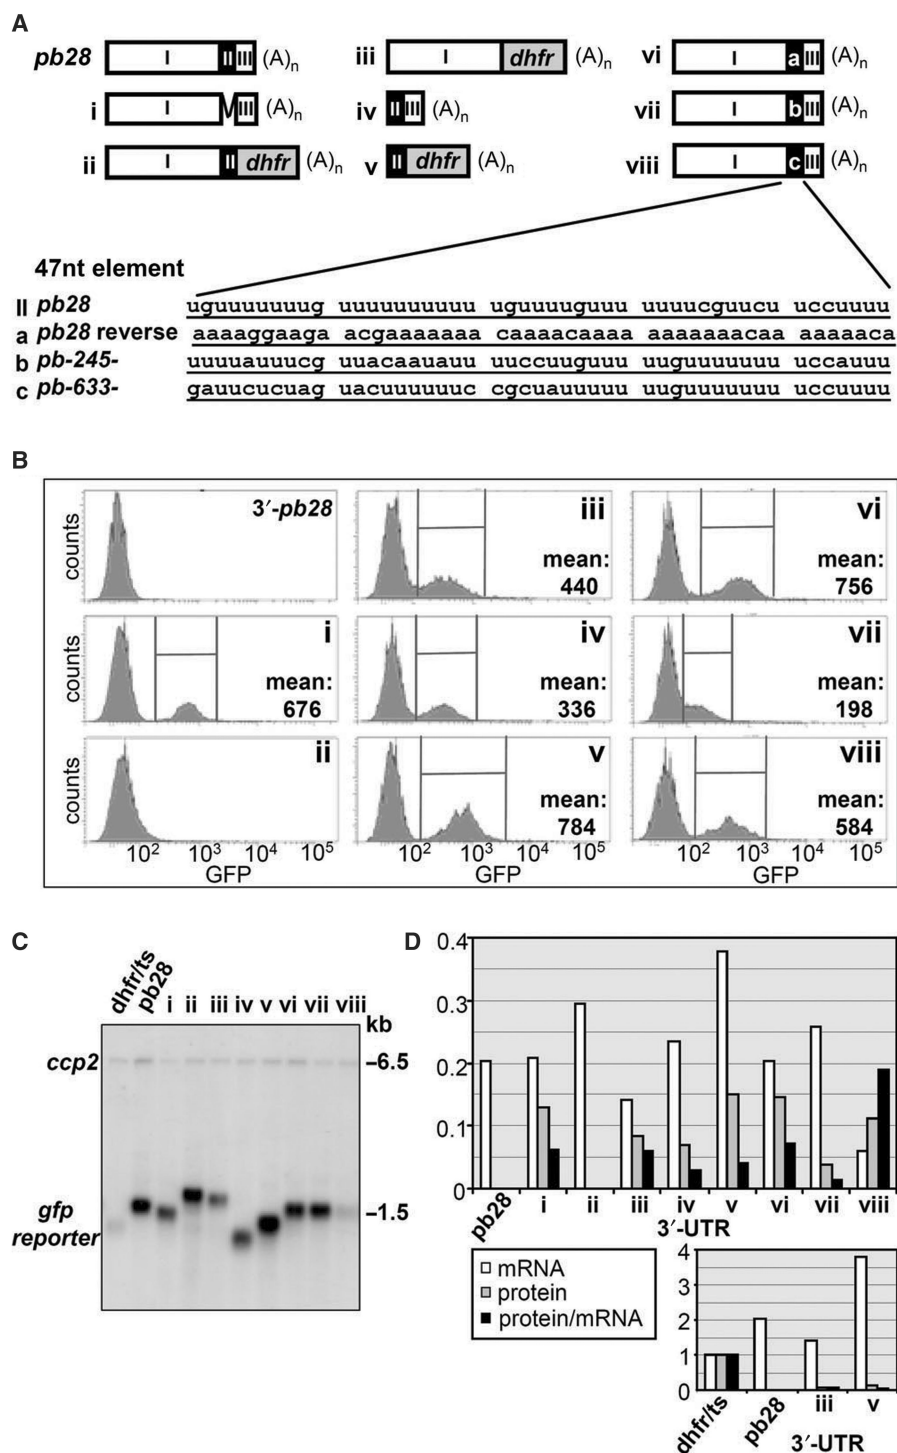 A
pb28 I II III (A)n
i I III (A)n
ii I II dhfr (A)n
iii I dhfr (A)n
iv II III (A)n
v II dhfr (A)n
vi I a III (A)n
vii I b III (A)n
viii I c III (A)n
47nt element
II pb28 uguuuuuuug uuuuuuuuuu uguuuuguuu uuuucguucu uccuuuu
a pb28 reverse aaaaggaaga acgaaaaaaa caaaacaaaa aaaaaaacaa aaaaaca
b pb-245- uuuuauuucg uuacaauauu uuccuuguuu uuguuuuuuu uccauuu
c pb-633- gauucucuag uacuuuuuuc cgcuauuuuu uuguuuuuuu uccuuuu
B
counts 3′-pb28
iii mean: 440
vi mean: 756
counts i mean: 676
iv mean: 336
vii mean: 198
counts ii
v mean: 784
viii mean: 584
10² 10³ 10⁴ 10⁵ 10² 10³ 10⁴ 10⁵ 10² 10³ 10⁴ 10⁵
GFP GFP GFP
C
dhfr/ts pb28 i ii iii iv v vi vii viii
kb
ccp2 –6.5
gfp reporter –1.5
D
0.4
0.3
0.2
0.1
0
pb28 i ii iii iv v vi vii viii
3′-UTR
mRNA
protein
protein/mRNA
4
3
2
1
0
dhfr/ts pb28 iii v
3′-UTR